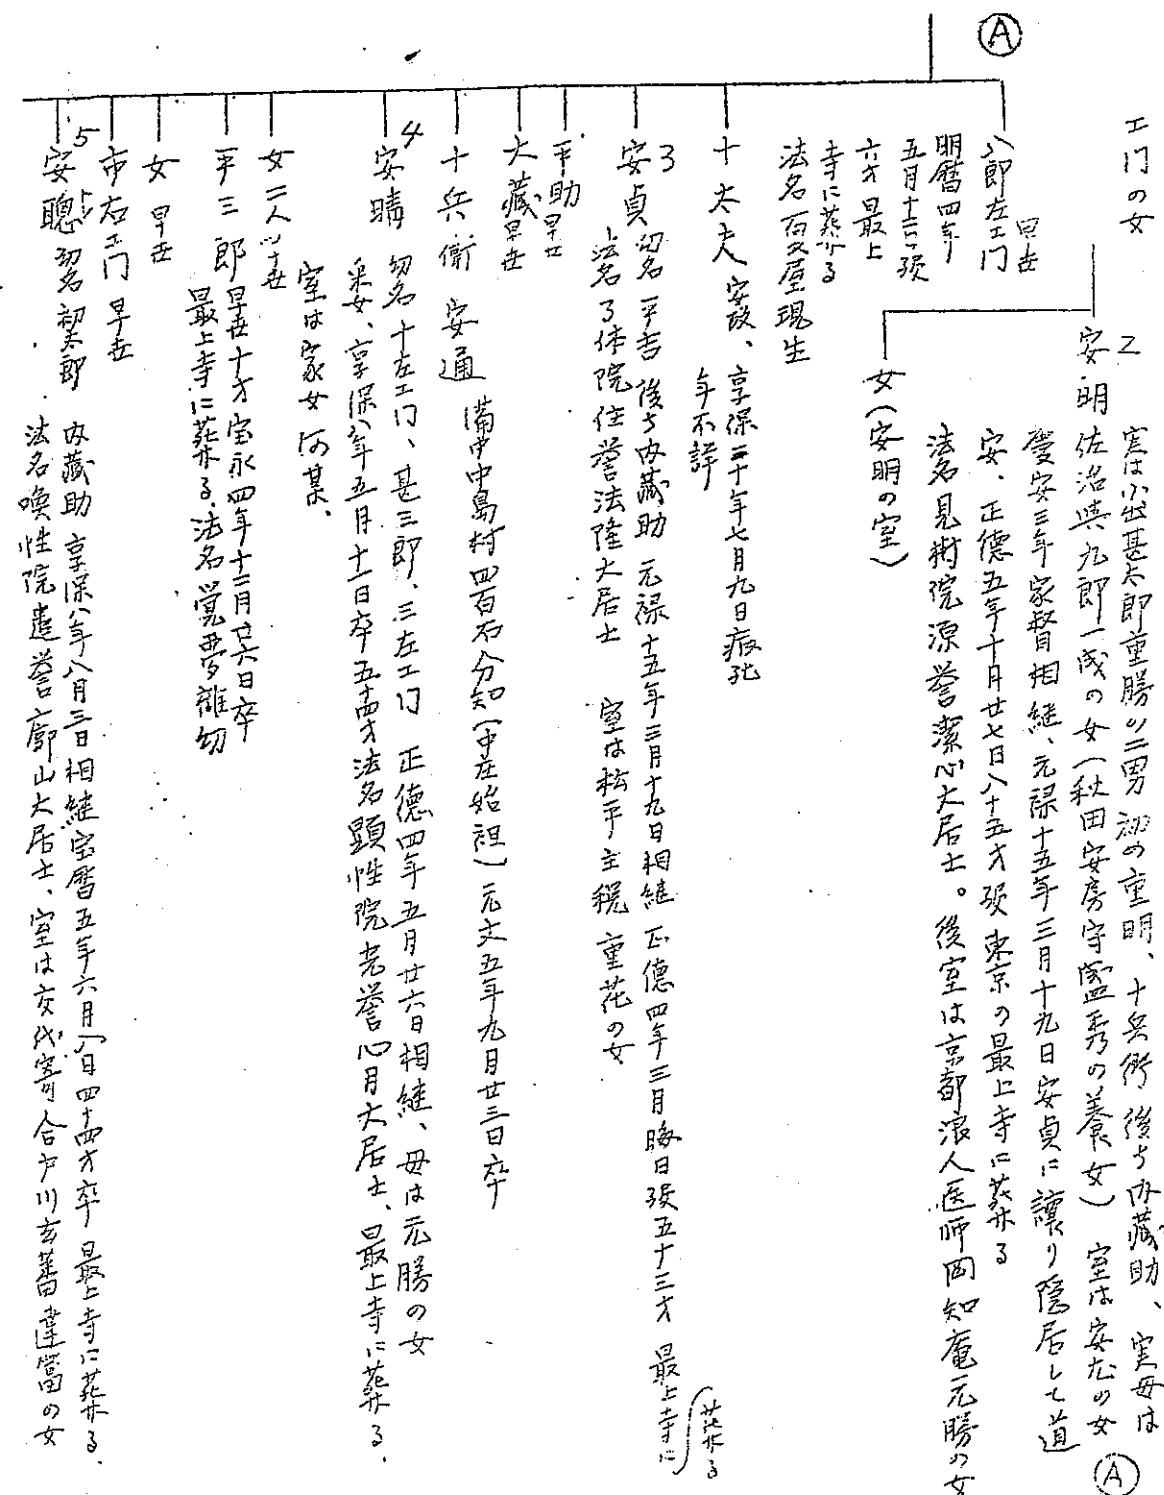 エ門の女
2
安明
実は小出甚太郎重勝の二男 初め重明、十兵衛 後ち内蔵助、実母は
佐治與九郎一成の女(秋田安房守盛秀の養女) 室は安尤の女
慶安三年家督相続、元禄十五年三月十九日安貞に譲り隠居して道
安、正徳五年十月廿七日八十五才歿 東京の最上寺に葬る
法名見樹院源誉潔心大居士。後室は京都浪人医師岡知庵元勝の女
Ⓐ
女(安明の室)
Ⓐ
八郎左エ門 早世
明暦四年
五月十二日歿
六才 最上
寺に葬る
法名 現生
十太夫 安政、享保二十年七月九日病死
年不詳
3
安貞 幼名 平吉 後ち内蔵助 元禄十五年三月十九日相継 正徳四年三月晦日歿五十三才 最上寺に
葬る
法名了体院住誉法隆大居士 室は松平主税重花の女
平助 早世
大蔵 早世
十兵衛 安通 備中中島村四百石分知(中庄始祖) 元文五年九月廿三日卒
4
安晴 幼名 十左エ門、甚三郎、三左エ門 正徳四年五月廿六日相継、母は元勝の女
采女、享保八年五月十一日卒五十四才法名顕性院光誉心月大居士、最上寺に葬る.
室は家女 何某、
女二人 早世
平三郎 早世十才宝永四年十二月廿六日卒
最上寺に葬る、法名覚夢離幻
女 早世
市右エ門 早世
5
安聰 幼名 初太郎 内蔵助 享保八年八月三日相継宝暦五年六月八日四十四才卒 最上寺に葬る.
法名喚性院進誉廓山大居士、室は交代寄合戸川玄蕃達富の女